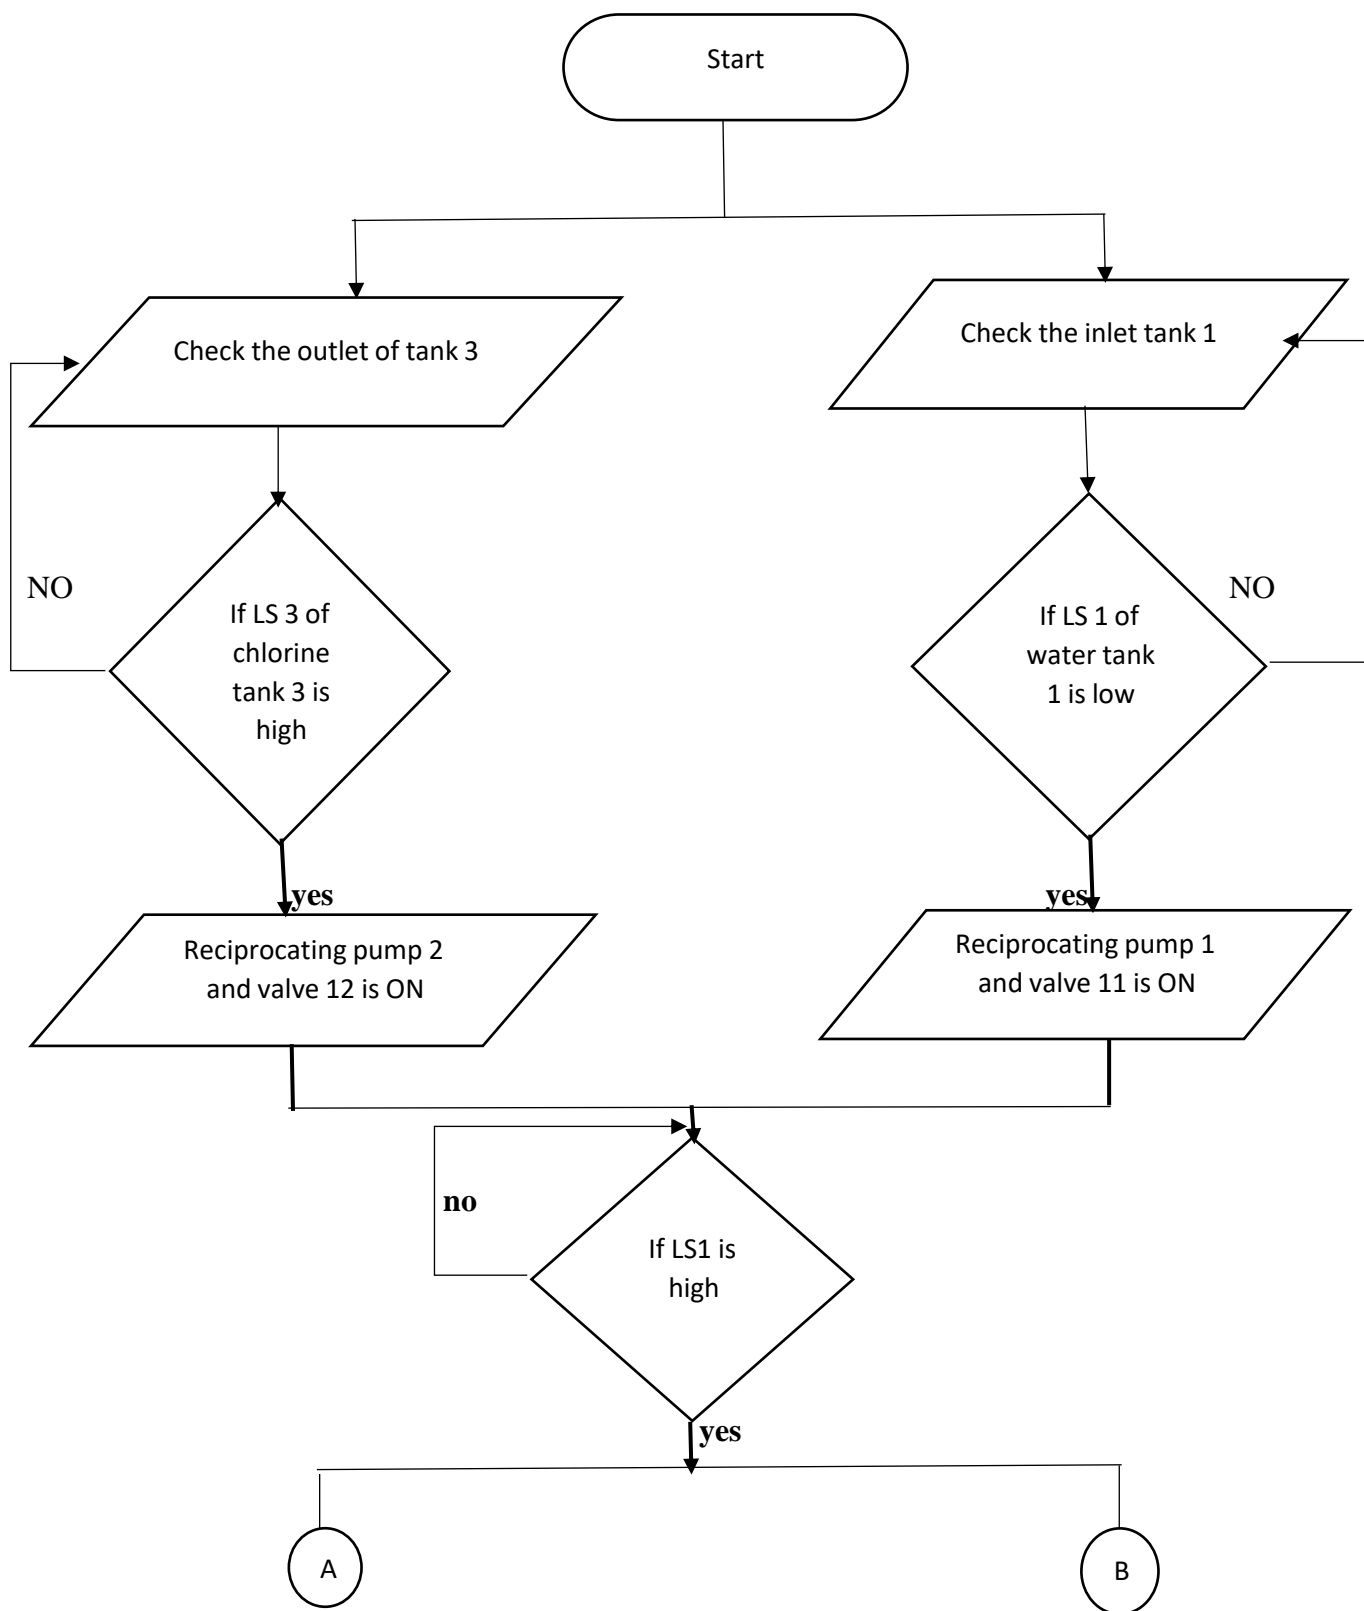 Start
Check the outlet of tank 3
Check the inlet tank 1
NO
If LS 3 of
chlorine
tank 3 is
high
If LS 1 of
water tank
1 is low
NO
yes
yes
Reciprocating pump 2
and valve 12 is ON
Reciprocating pump 1
and valve 11 is ON
no
If LS1 is
high
yes
A
B